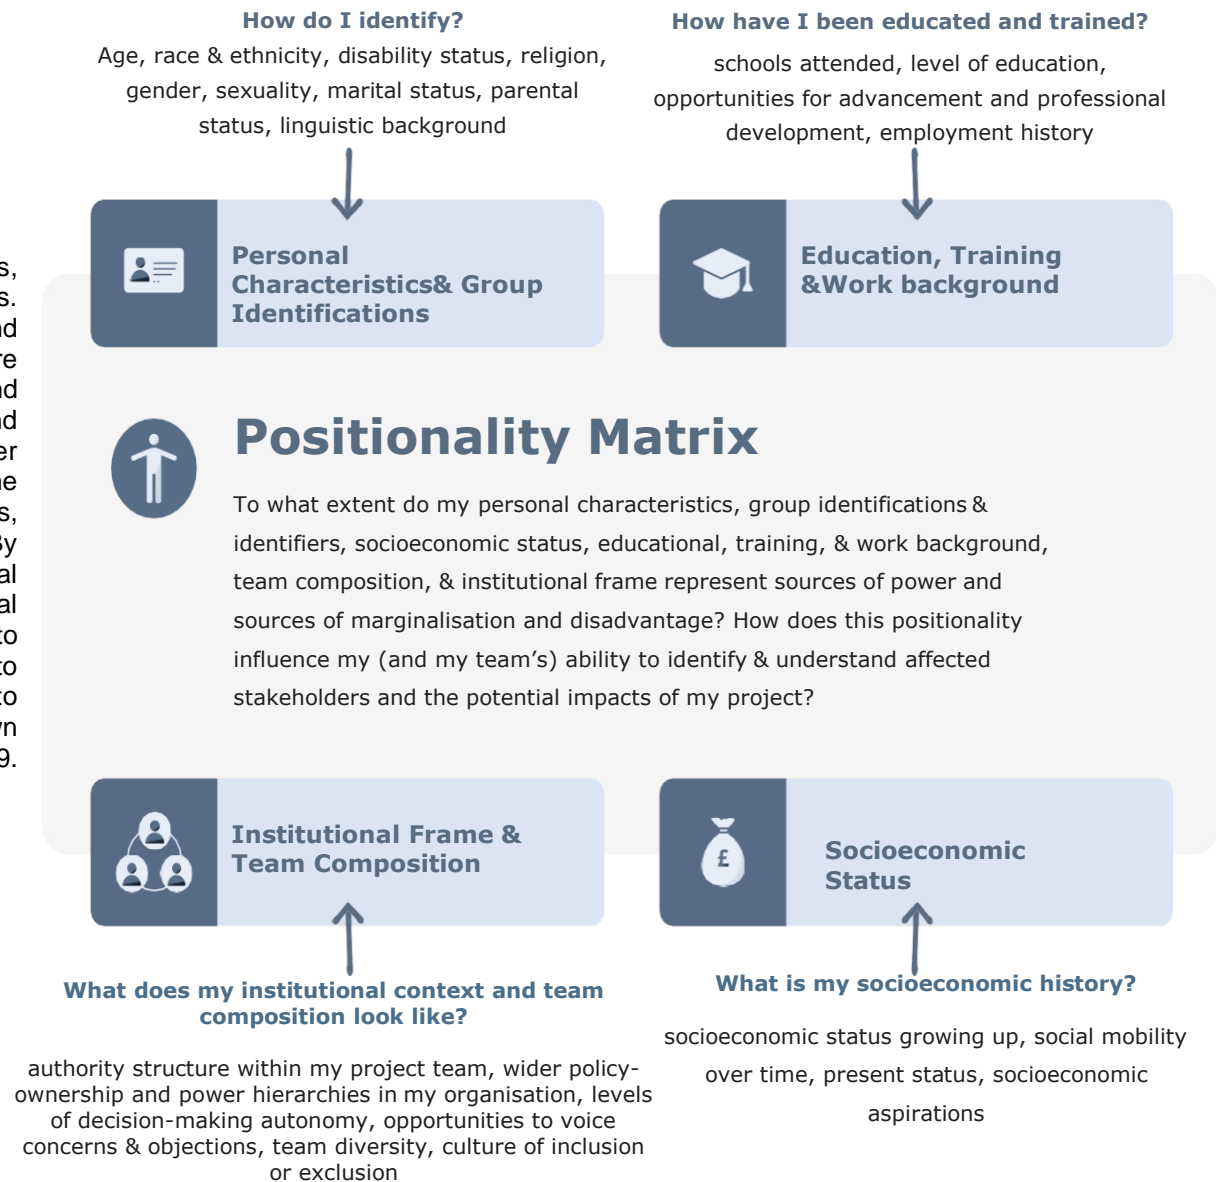 How do I identify?
Age, race & ethnicity, disability status, religion,
gender, sexuality, marital status, parental
status, linguistic background
How have I been educated and trained?
schools attended, level of education,
opportunities for advancement and professional
development, employment history
Personal
Characteristics& Group
Identifications
Education, Training
&Work background
Positionality Matrix
To what extent do my personal characteristics, group identifications &
identifiers, socioeconomic status, educational, training, & work background,
team composition, & institutional frame represent sources of power and
sources of marginalisation and disadvantage? How does this positionality
influence my (and my team's) ability to identify & understand affected
stakeholders and the potential impacts of my project?
Institutional Frame &
Team Composition
£
Socioeconomic
Status
What does my institutional context and team
composition look like?
authority structure within my project team, wider policy-
ownership and power hierarchies in my organisation, levels
of decision-making autonomy, opportunities to voice
concerns & objections, team diversity, culture of inclusion
or exclusion
What is my socioeconomic history?
socioeconomic status growing up, social mobility
over time, present status, socioeconomic
aspirations